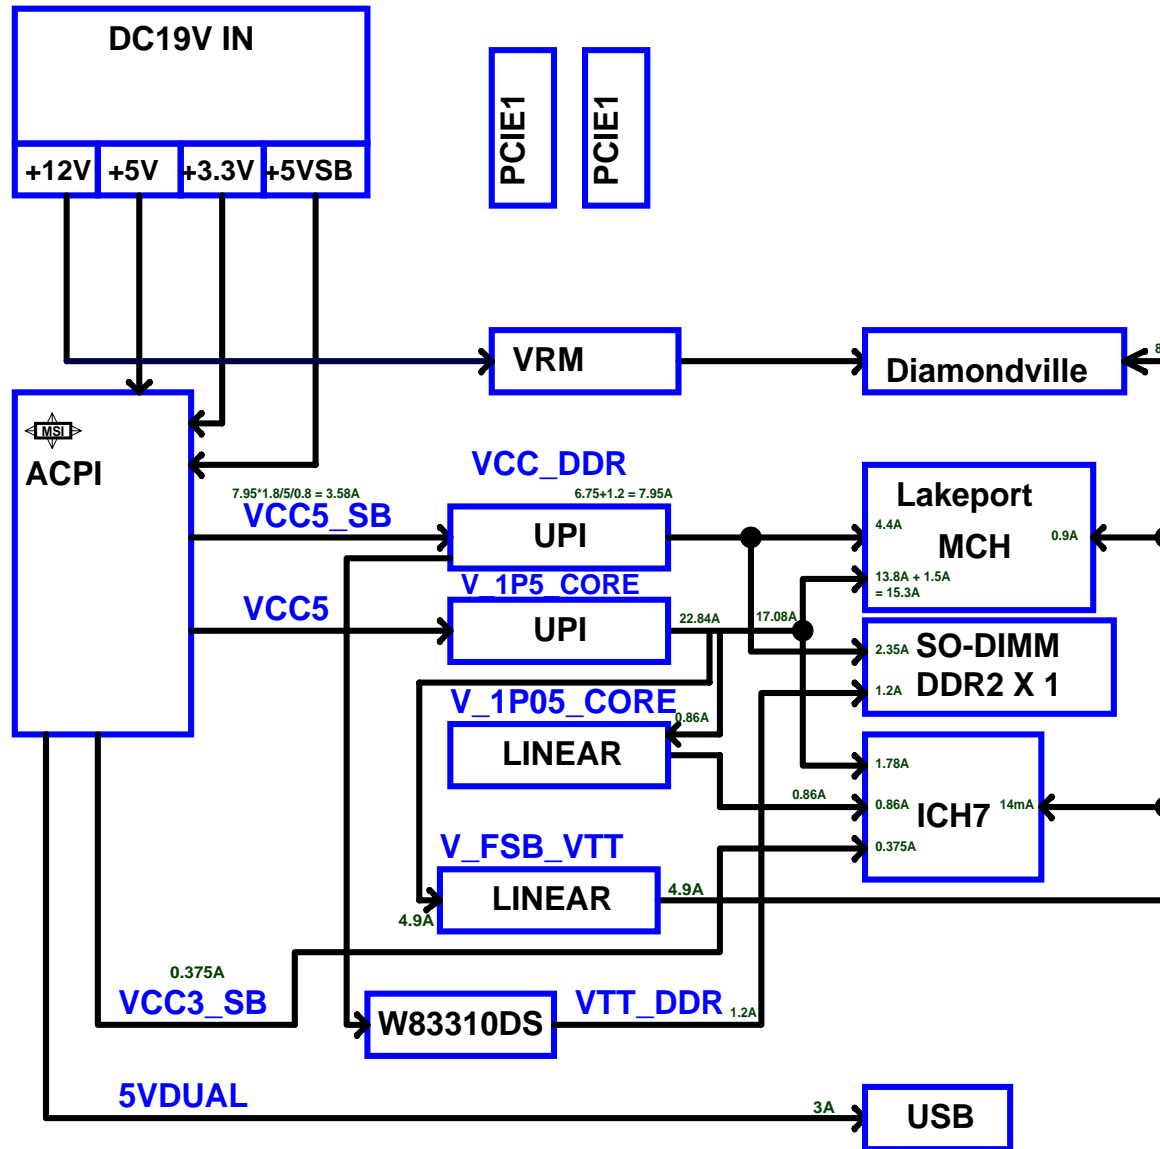 DC19V IN
+12V
+5V
+3.3V
+5VSB
PCIE1
PCIE1
VRM
Diamondville
8
MSI
ACPI
VCC_DDR
7.95*1.8/5/0.8 = 3.58A
6.75+1.2 = 7.95A
VCC5_SB
UPI
Lakeport
MCH
4.4A
0.9A
13.8A + 1.5A
= 15.3A
V_1P5_CORE
VCC5
UPI
22.84A
17.08A
2.35A
SO-DIMM
DDR2 X 1
1.2A
V_1P05_CORE
0.86A
LINEAR
1.78A
0.86A
0.86A
ICH7
14mA
0.375A
V_FSB_VTT
LINEAR
4.9A
4.9A
0.375A
VCC3_SB
W83310DS
VTT_DDR
1.2A
5VDUAL
3A
USB